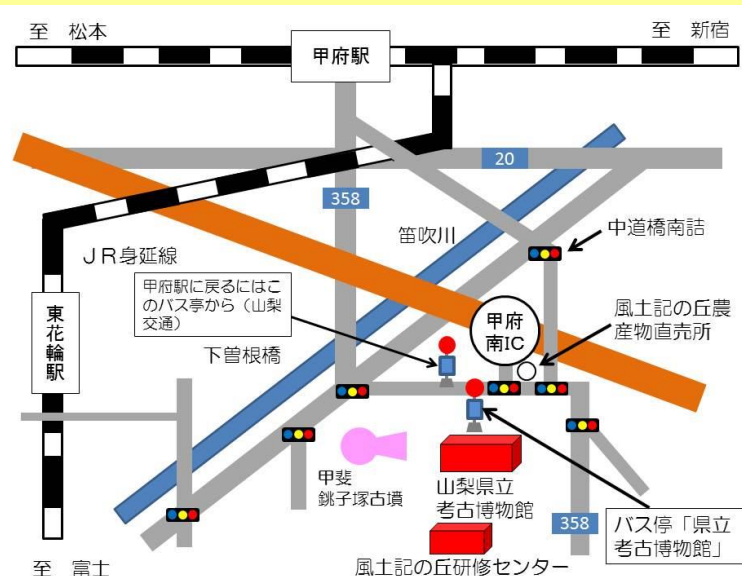 至 松本
至 新宿
甲府駅
20
358
笛吹川
中道橋南詰
JR身延線
甲府駅に戻るにはこ
のバス亭から（山梨
交通）
甲府
南IC
風土記の丘農
産物直売所
東花輪駅
下曽根橋
甲斐
銚子塚古墳
山梨県立
考古博物館
358
バス停「県立
考古博物館」
風土記の丘研修センター
至 富士